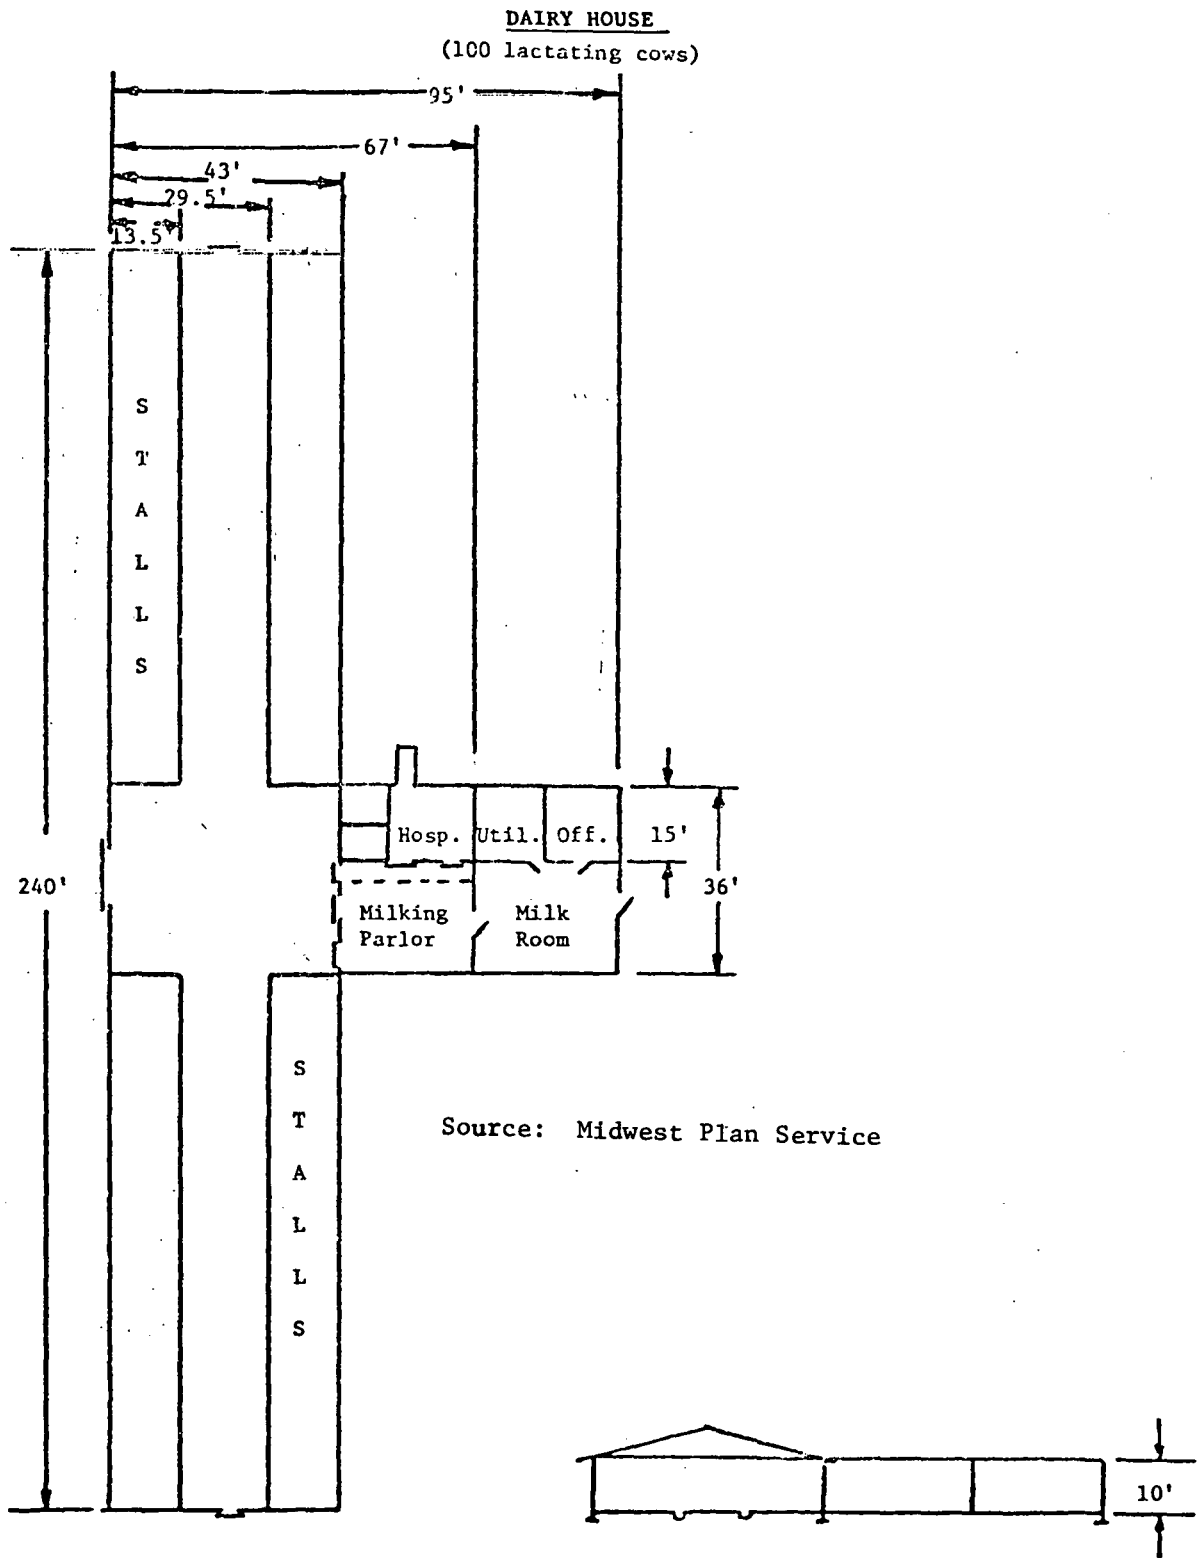 DAIRY HOUSE
(100 lactating cows)
95'
67'
43'
29.5'
13.5'
S
T
A
L
L
S
Hosp. Util. Off. 15'
240'
36'
Milking Parlor
Milk Room
S
T
A
L
L
S
Source: Midwest Plan Service
10'